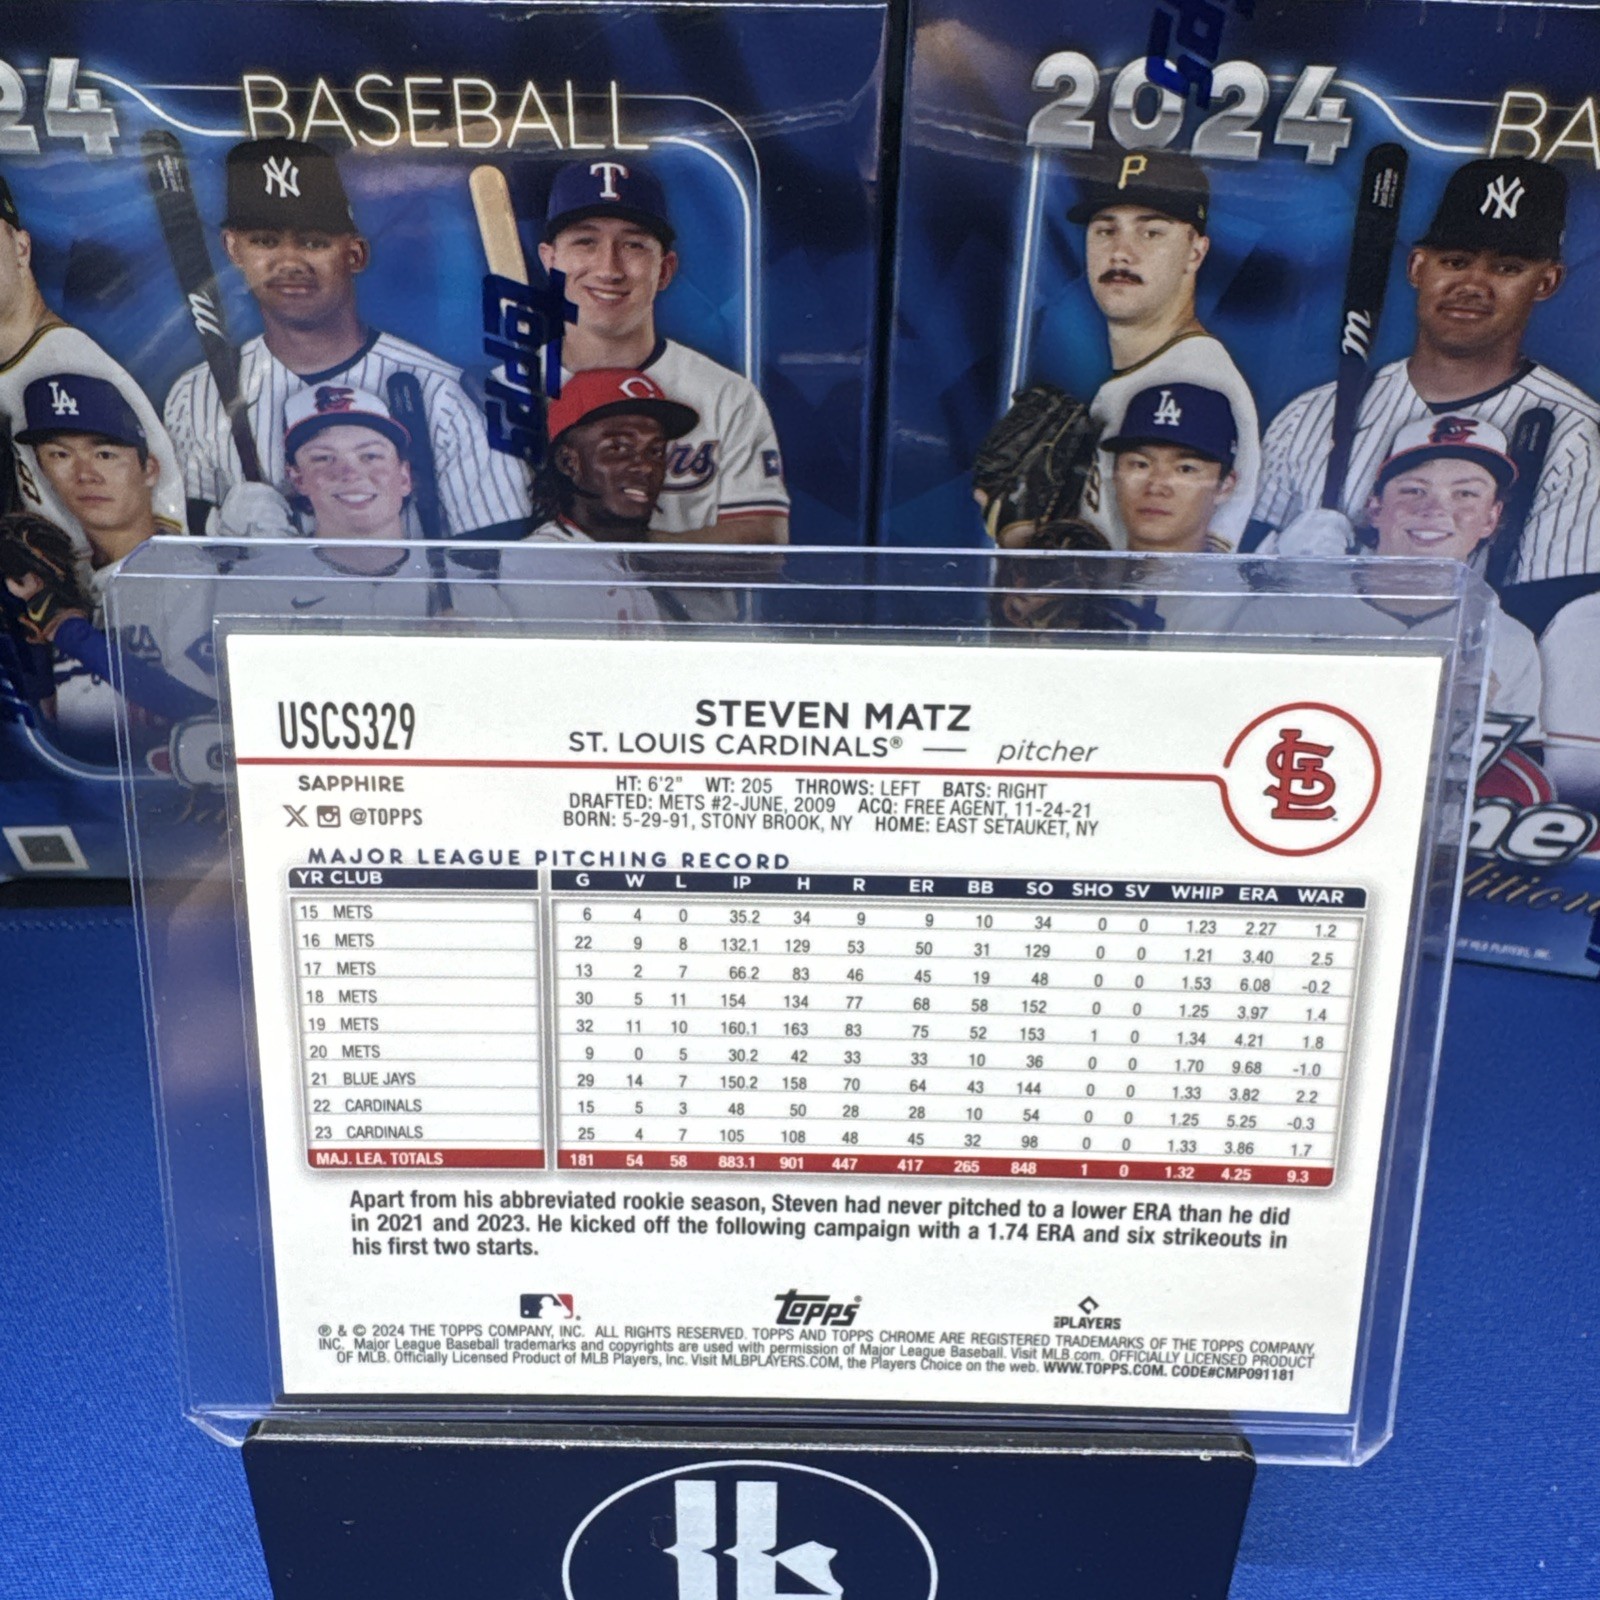 24 BASEBALL
2024 BA
topps
topps
USCS329
STEVEN MATZ
ST. LOUIS CARDINALS® — pitcher
SAPPHIRE
@TOPPS
HT: 6'2" WT: 205 THROWS: LEFT BATS: RIGHT
DRAFTED: METS #2-JUNE, 2009 ACQ: FREE AGENT, 11-24-21
BORN: 5-29-91, STONY BROOK, NY HOME: EAST SETAUKET, NY
MAJOR LEAGUE PITCHING RECORD
YR CLUB G W L IP H R ER BB SO SHO SV WHIP ERA WAR
15 METS 6 4 0 35.2 34 9 9 10 34 0 0 1.23 2.27 1.2
16 METS 22 9 8 132.1 129 53 50 31 129 0 0 1.21 3.40 2.5
17 METS 13 2 7 66.2 83 46 45 19 48 0 0 1.53 6.08 -0.2
18 METS 30 5 11 154 134 77 68 58 152 0 0 1.25 3.97 1.4
19 METS 32 11 10 160.1 163 83 75 52 153 1 0 1.34 4.21 1.8
20 METS 9 0 5 30.2 42 33 33 10 36 0 0 1.70 9.68 -1.0
21 BLUE JAYS 29 14 7 150.2 158 70 64 43 144 0 0 1.33 3.82 2.2
22 CARDINALS 15 5 3 48 50 28 28 10 54 0 0 1.25 5.25 -0.3
23 CARDINALS 25 4 7 105 108 48 45 32 98 0 0 1.33 3.86 1.7
MAJ. LEA. TOTALS 181 54 58 883.1 901 447 417 265 848 1 0 1.32 4.25 9.3
Apart from his abbreviated rookie season, Steven had never pitched to a lower ERA than he did
in 2021 and 2023. He kicked off the following campaign with a 1.74 ERA and six strikeouts in
his first two starts.
topps®
PLAYERS
® & © 2024 THE TOPPS COMPANY, INC. ALL RIGHTS RESERVED. TOPPS AND TOPPS CHROME ARE REGISTERED TRADEMARKS OF THE TOPPS COMPANY,
INC. Major League Baseball trademarks and copyrights are used with permission of Major League Baseball. Visit MLB.com. OFFICIALLY LICENSED PRODUCT
OF MLB. Officially Licensed Product of MLB Players, Inc. Visit MLBPLAYERS.COM, the Players Choice on the web. WWW.TOPPS.COM. CODE#CMP091181